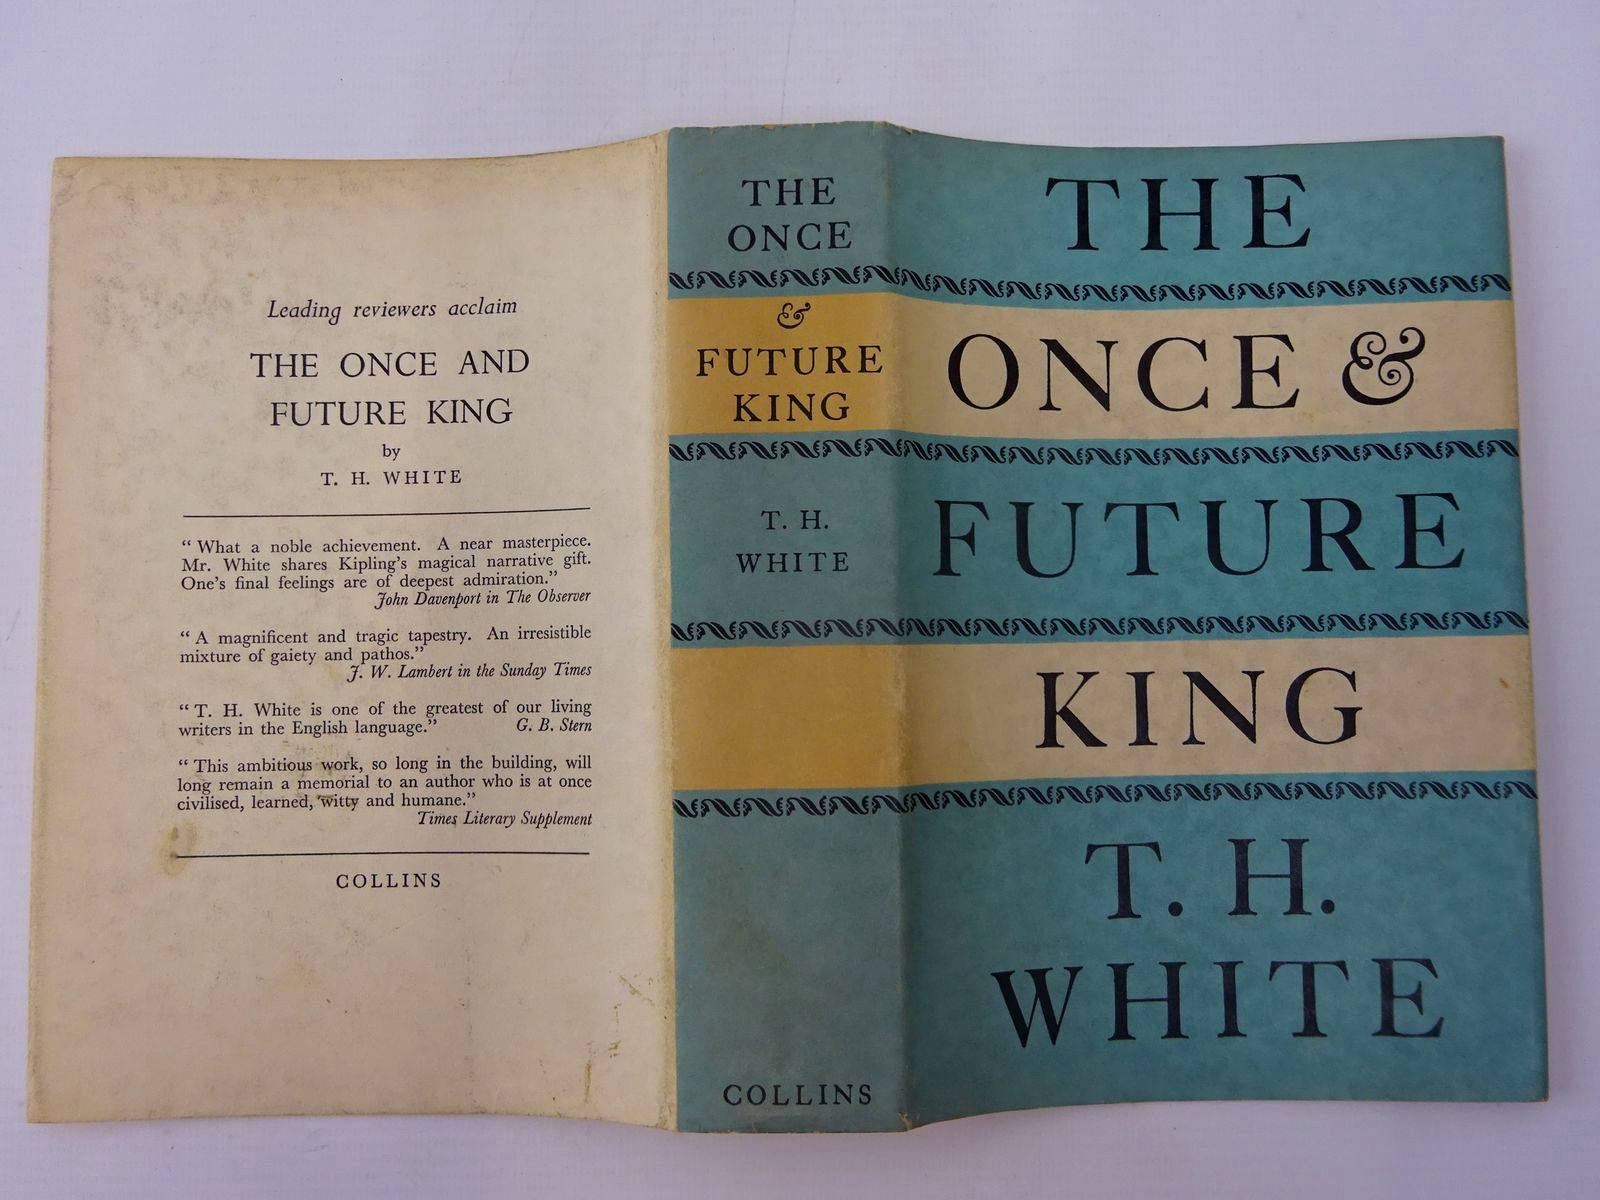 Leading reviewers acclaim
THE ONCE AND
FUTURE KING
by
T. H. WHITE
“ What a noble achievement. A near masterpiece.
Mr. White shares Kipling's magical narrative gift.
One's final feelings are of deepest admiration.”
John Davenport in The Observer
“ A magnificent and tragic tapestry. An irresistible
mixture of gaiety and pathos.”
J. W. Lambert in the Sunday Times
“ T. H. White is one of the greatest of our living
writers in the English language.” G. B. Stern
“ This ambitious work, so long in the building, will
long remain a memorial to an author who is at once
civilised, learned, witty and humane.”
Times Literary Supplement
COLLINS
THE
ONCE
&
FUTURE
KING
T. H.
WHITE
COLLINS
THE
ONCE &
FUTURE
KING
T. H.
WHITE